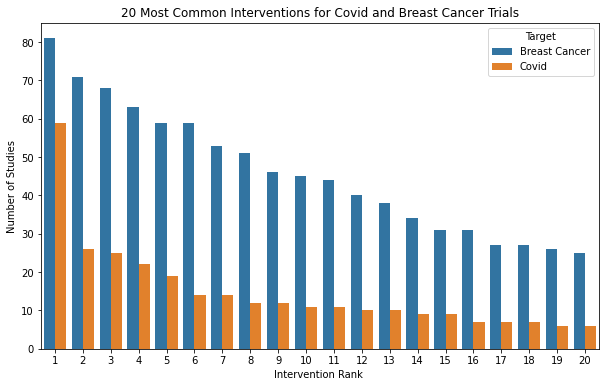 20 Most Common Interventions for Covid and Breast Cancer Trials
Target
Breast Cancer
Covid
Number of Studies
80
70
60
50
40
30
20
10
0
1 2 3 4 5 6 7 8 9 10 11 12 13 14 15 16 17 18 19 20
Intervention Rank